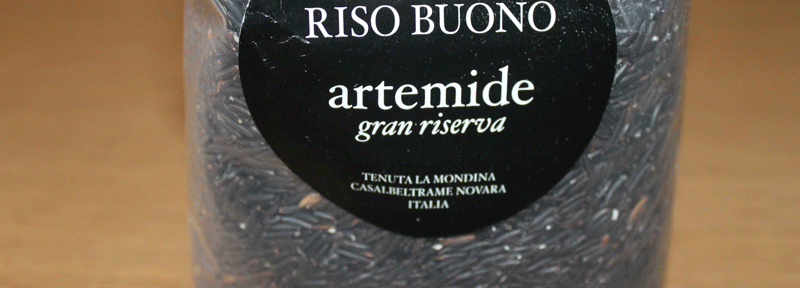 RISO BUONO
artemide
gran riserva
TENUTA LA MONDINA
CASALBELTRAME NOVARA
ITALIA